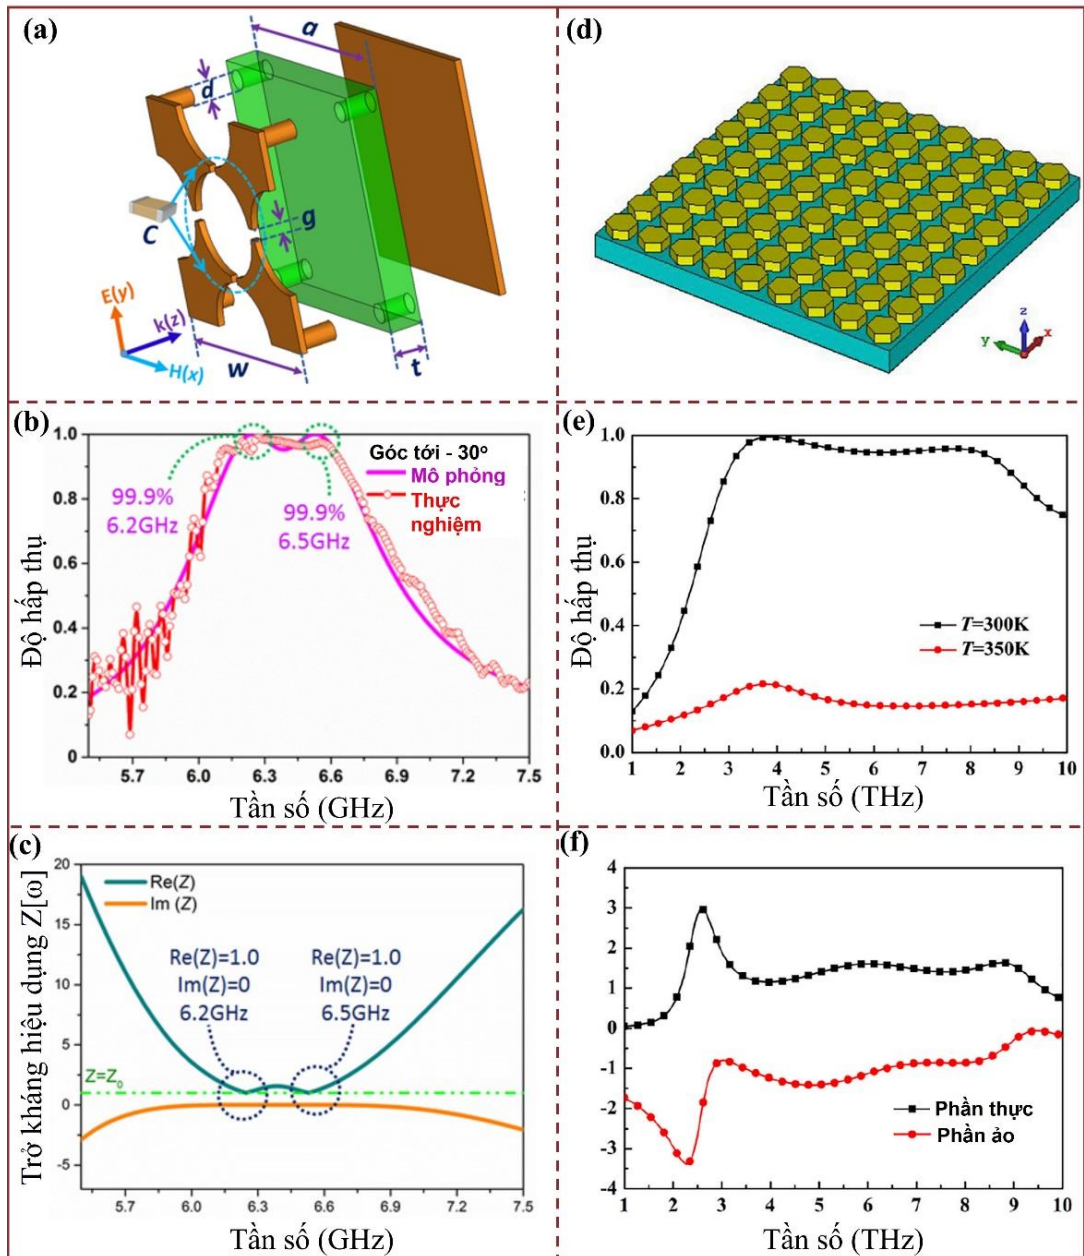 (a)
a
d
C
g
E(y)
k(z)
H(x)
w
t
(b)
1.0
0.8
0.6
0.4
0.2
0
Độ hấp thụ
Góc tới - 30º
Mô phỏng
Thực
nghiệm
99.9%
6.2GHz
99.9%
6.5GHz
5.7 6.0 6.3 6.6 6.9 7.2 7.5
Tần số (GHz)
(c)
20
15
10
5
0
-5
Trở kháng hiệu dụng Z[ω]
Re(Z)
Im (Z)
Re(Z)=1.0
Im(Z)=0
6.2GHz
Re(Z)=1.0
Im(Z)=0
6.5GHz
Z=Z₀
5.7 6.0 6.3 6.6 6.9 7.2 7.5
Tần số (GHz)
(d)
z
y
x
(e)
1.0
0.8
0.6
0.4
0.2
0.0
Độ hấp thụ
T=300K
T=350K
1 2 3 4 5 6 7 8 9 10
Tần số (THz)
(f)
4
3
2
1
0
-1
-2
-3
-4
Phần thực
Phần ảo
1 2 3 4 5 6 7 8 9 10
Tần số (THz)